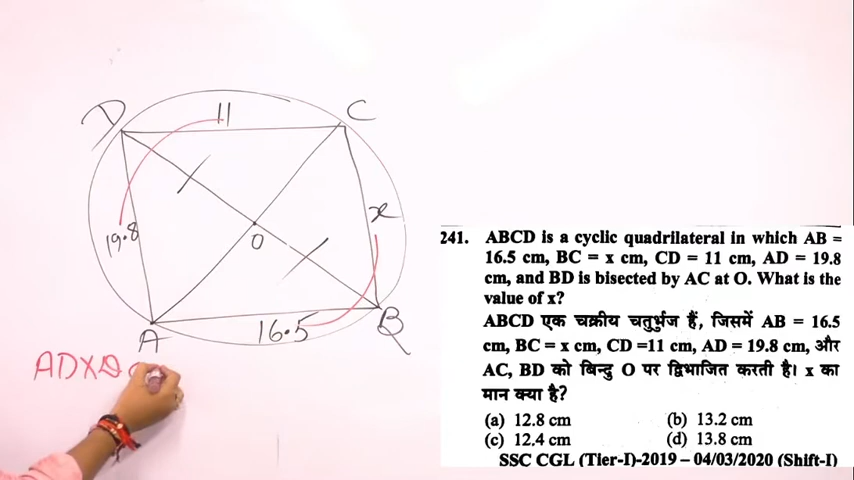 D 11 C
19.8 O x
A 16.5 B
AD×D
241. ABCD is a cyclic quadrilateral in which AB =
16.5 cm, BC = x cm, CD = 11 cm, AD = 19.8
cm, and BD is bisected by AC at O. What is the
value of x?
ABCD एक चक्रीय चतुर्भुज हैं, जिसमें AB = 16.5
cm, BC = x cm, CD =11 cm, AD = 19.8 cm, और
AC, BD को बिन्दु O पर द्विभाजित करती है। x का
मान क्या है?
(a) 12.8 cm (b) 13.2 cm
(c) 12.4 cm (d) 13.8 cm
SSC CGL (Tier-I)-2019 – 04/03/2020 (Shift-I)